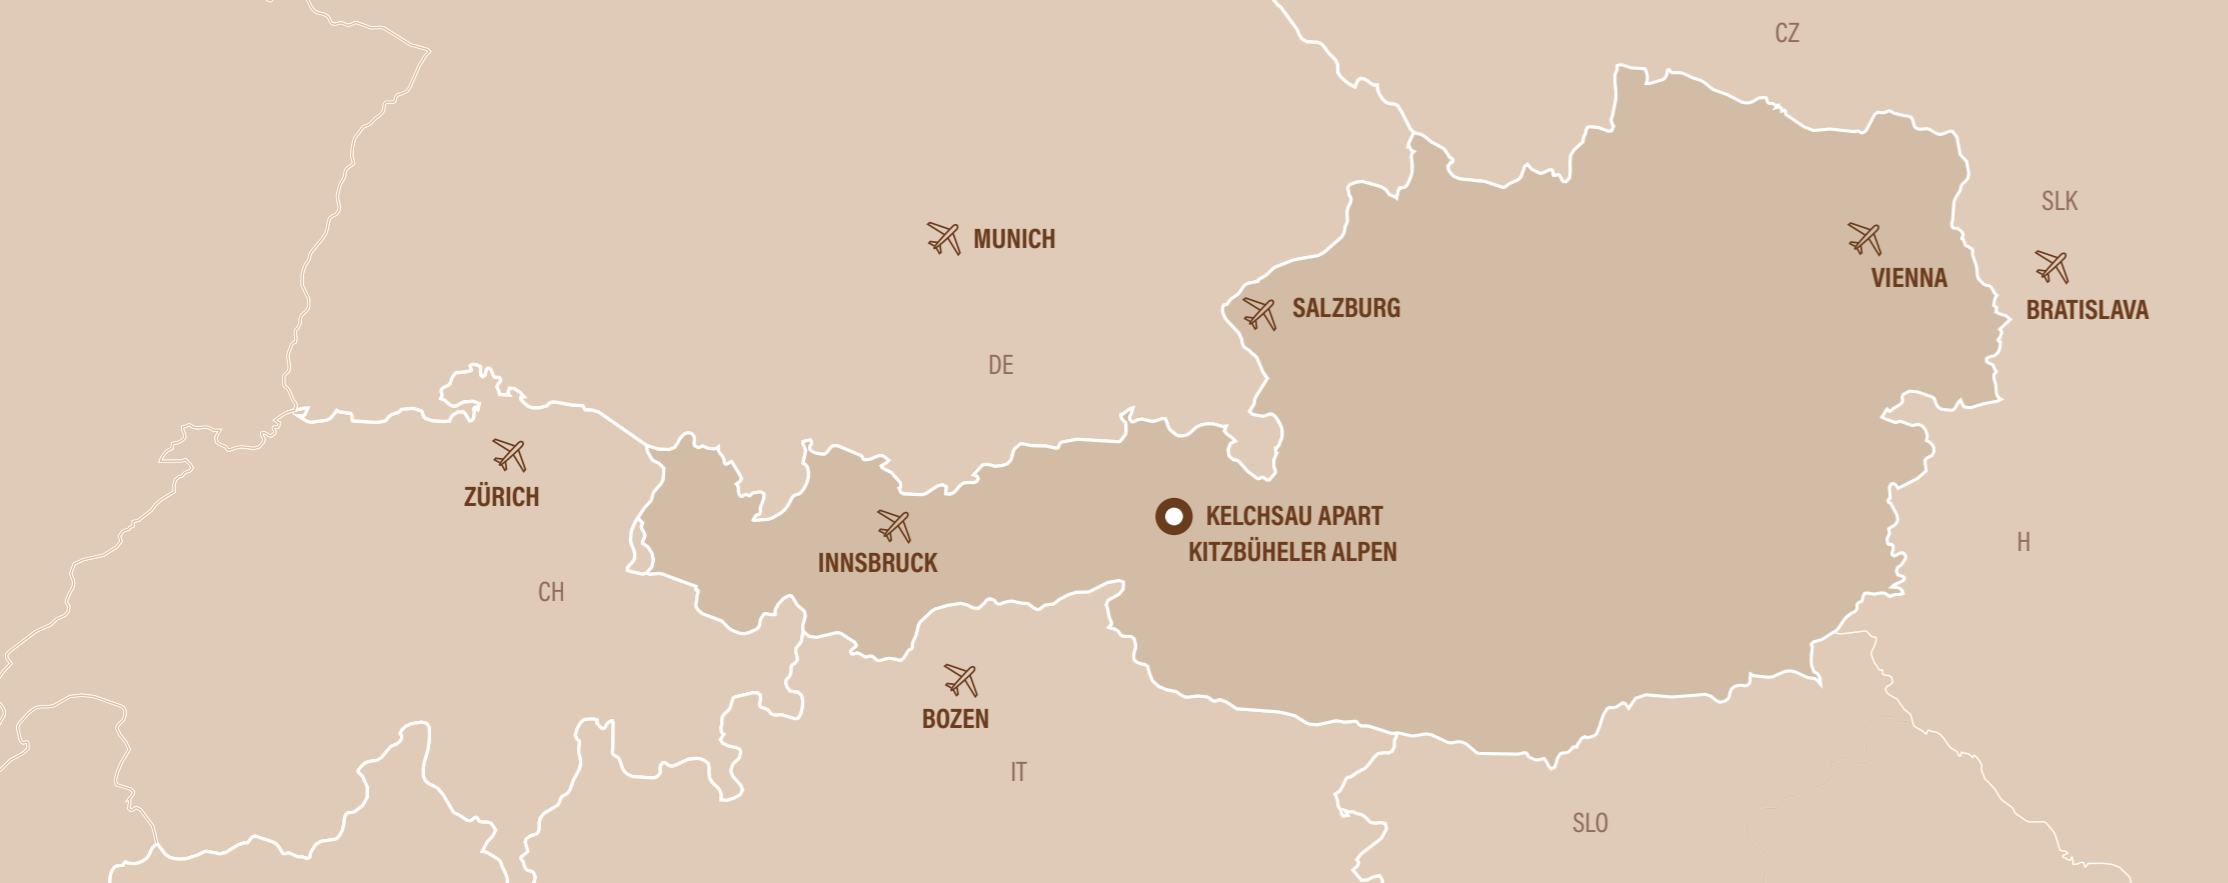 CZ
SLK
MUNICH
VIENNA
SALZBURG
BRATISLAVA
DE
ZÜRICH
KELCHSAU APART
KITZBÜHELER ALPEN
INNSBRUCK
H
CH
BOZEN
IT
SLO